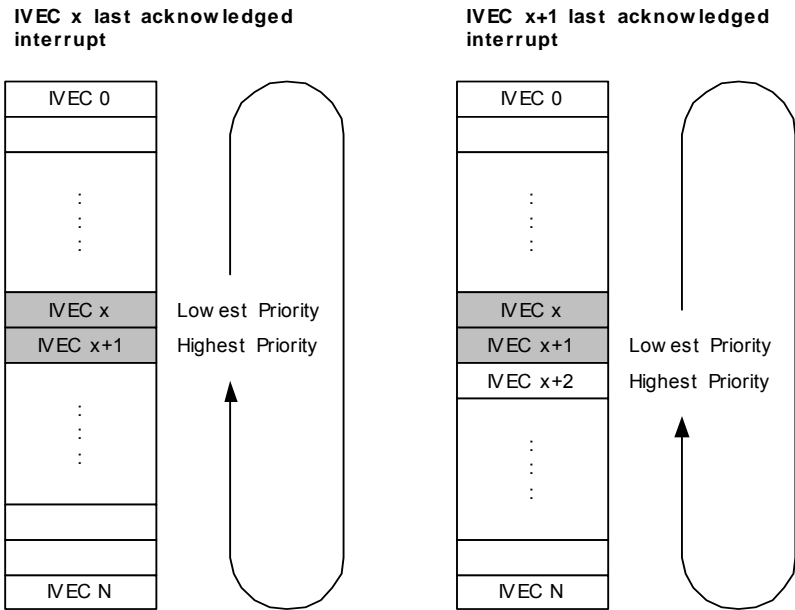 IVEC x last acknowledged
interrupt
IVEC 0
:
:
:
IVEC x
Lowest Priority
IVEC x+1
Highest Priority
:
:
:
IVEC N
IVEC x+1 last acknowledged
interrupt
IVEC 0
:
:
:
IVEC x
IVEC x+1
Lowest Priority
IVEC x+2
Highest Priority
:
:
:
IVEC N